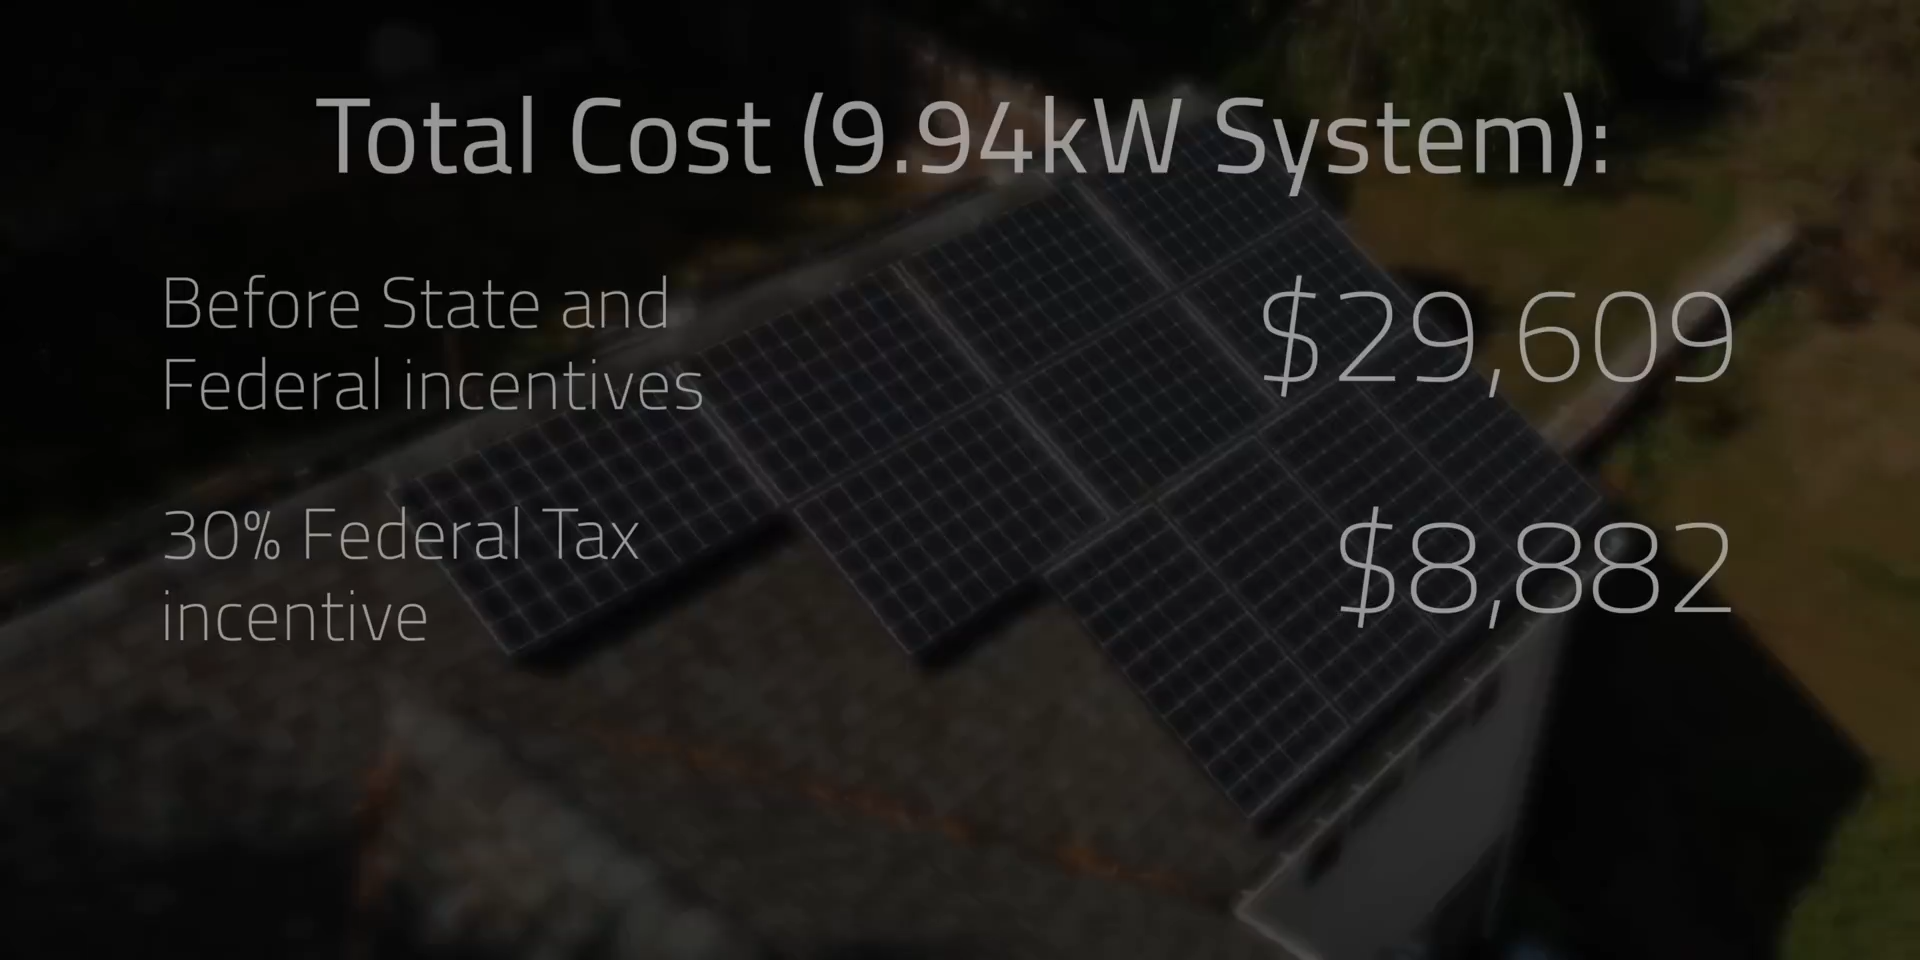 Total Cost (9.94kW System):
Before State and
Federal incentives
$29,609
30% Federal Tax
incentive
$8,882